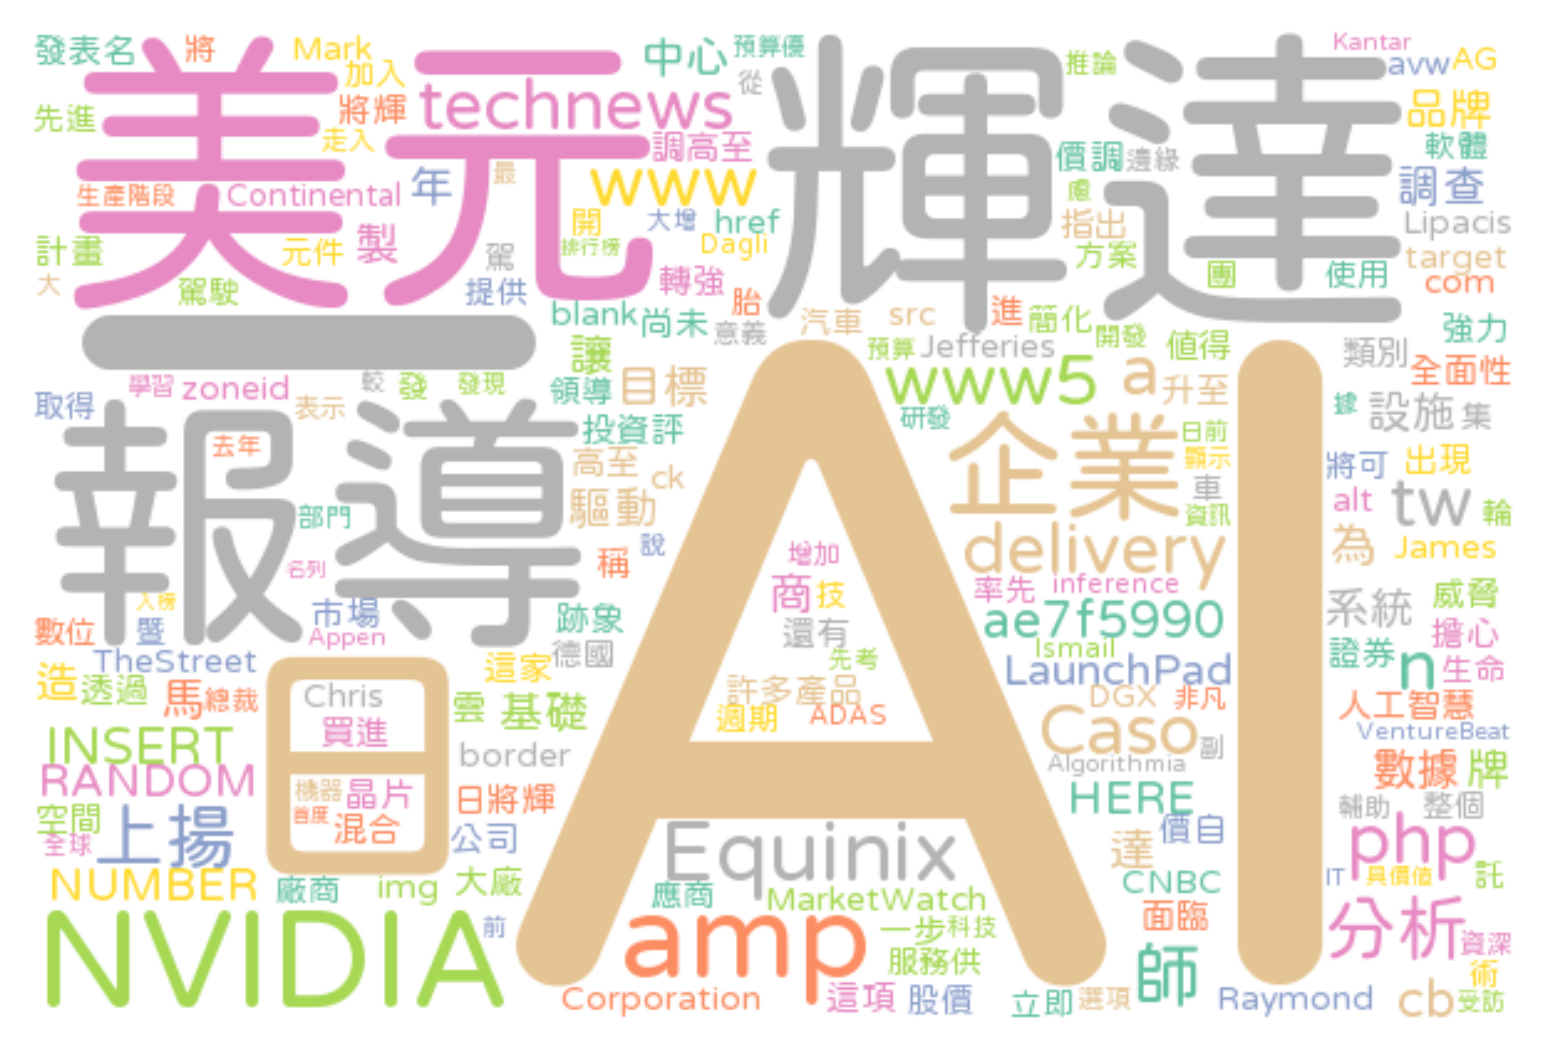 發表名 將 Mark 中心 預算優 推論 Kantar
加入 從 avw AG
美元 輝達
先進 將輝 technews 品牌
走入 調高至 價調 邊緣 軟體
生產階段 Continental 年 最 www 慮 調查
開 大增 href 指出 Lipacis
計畫 元件 製 駕 排行榜 Dagli 方案 target
大 駕駛 提供 轉強 團 使用 com
blank 尚未 胎 意義 汽車 src 進 簡化 開發 強力
一 讓 預算 Jefferies 值得 類別
學習 zoneid 較 發 發現 領導 目標 www5 a 升至 全面性
取得 表示 研發 據 設施 集
報導 去年 投資評 企業 日前
高至 ck 顯示 將可 出現
部門 驅動 車 資訊 alt tw 輪
名列 稱 說 AI 增加 delivery 為 James
入榜 商 技 率先 inference 系統 威脅
數位 暨 市場 Appen 跡象 還有 ae7f5990 擔心
TheStreet 這家 德國 先考 Ismail 證券
造 透過 馬 總裁 日 Chris 雲 基礎 許多產品 LaunchPad n 生命
買進 週期 ADAS DGX 非凡 人工智慧
INSERT border Caso 副 VentureBeat
RANDOM 機器 晶片 日將輝 Algorithmia 數據 牌
空間 上揚 首度 混合 HERE 輔助 整個
全球 公司 Equinix 達 價自 php
NUMBER 廠商 img 大廠 應商 MarketWatch CNBC IT 具價值 託
NVIDIA 前 amp 一步 科技 面臨 分析 資深
服務供 師 術
Corporation 這項 股價 立即 選項 Raymond cb 受訪